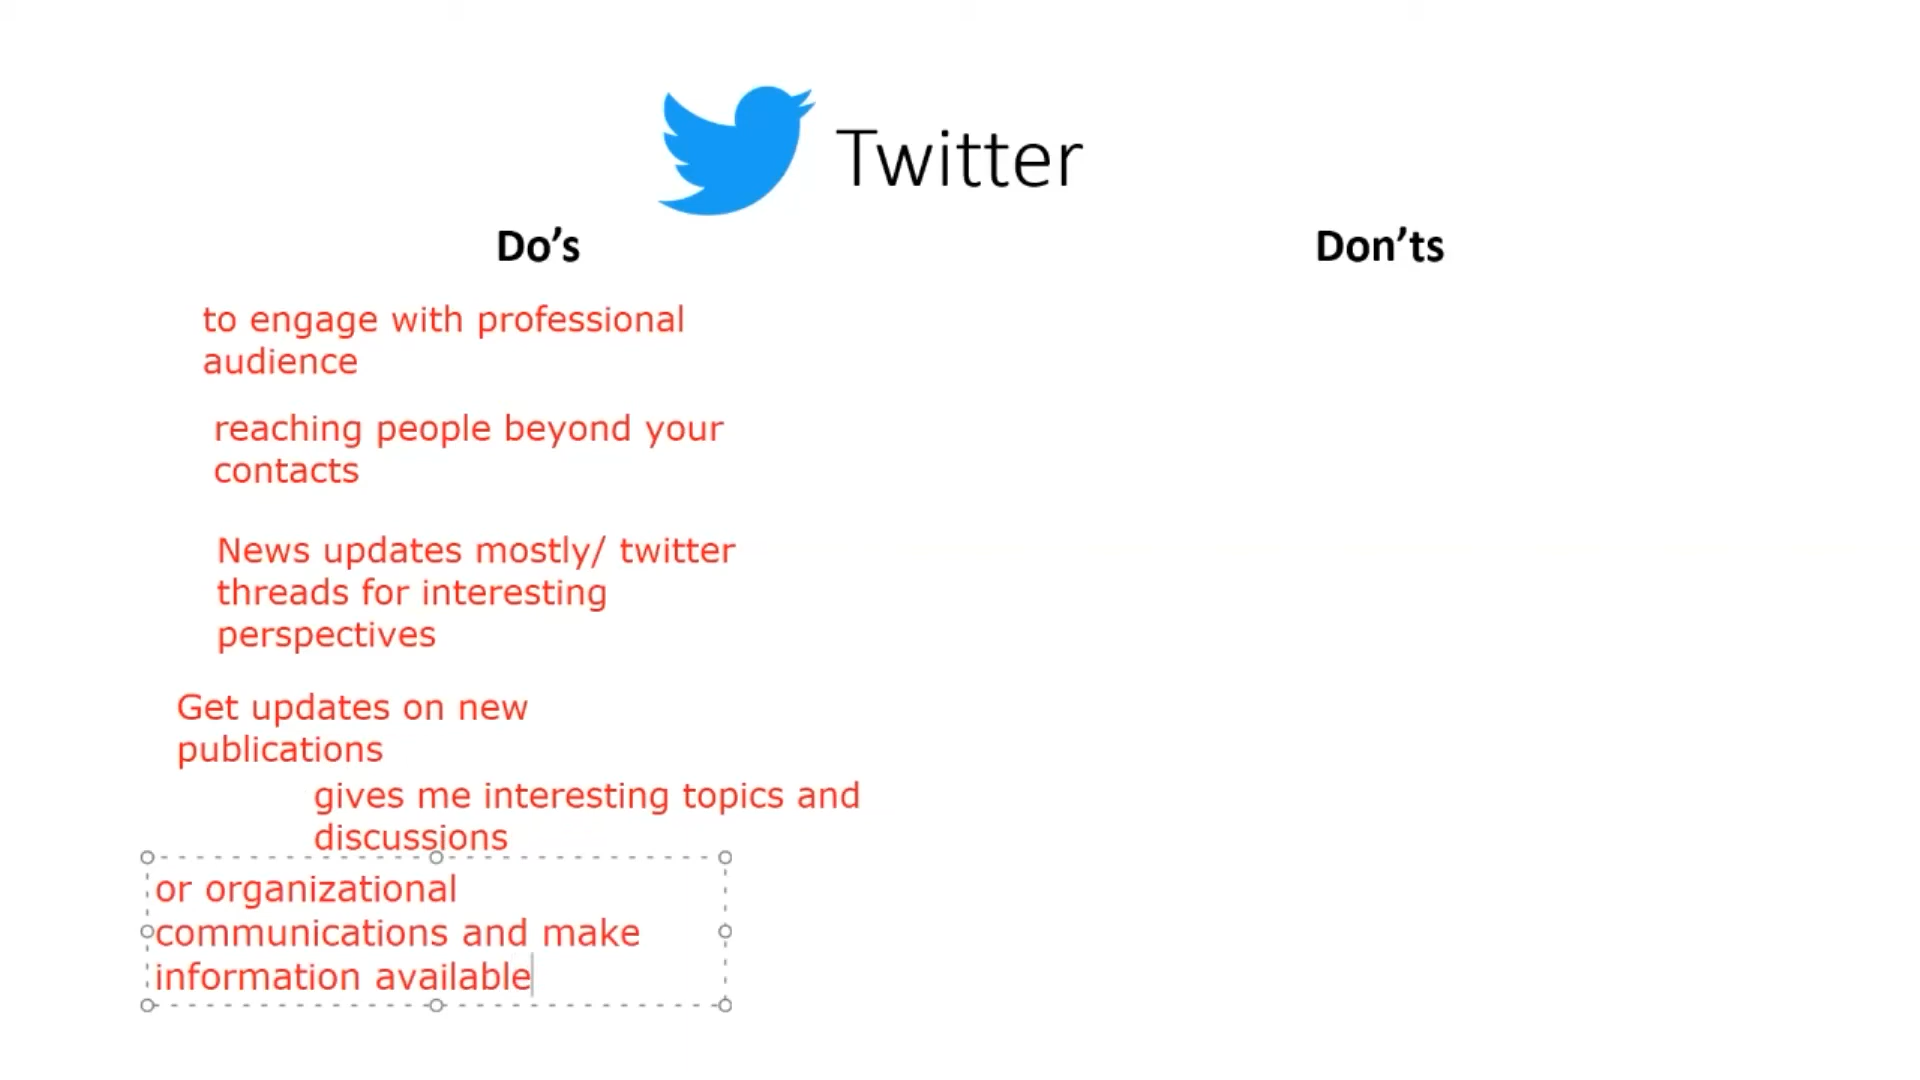 Twitter
Do’s
Don’ts
to engage with professional
audience
reaching people beyond your
contacts
News updates mostly/ twitter
threads for interesting
perspectives
Get updates on new
publications
gives me interesting topics and
discussions
or organizational
communications and make
information available